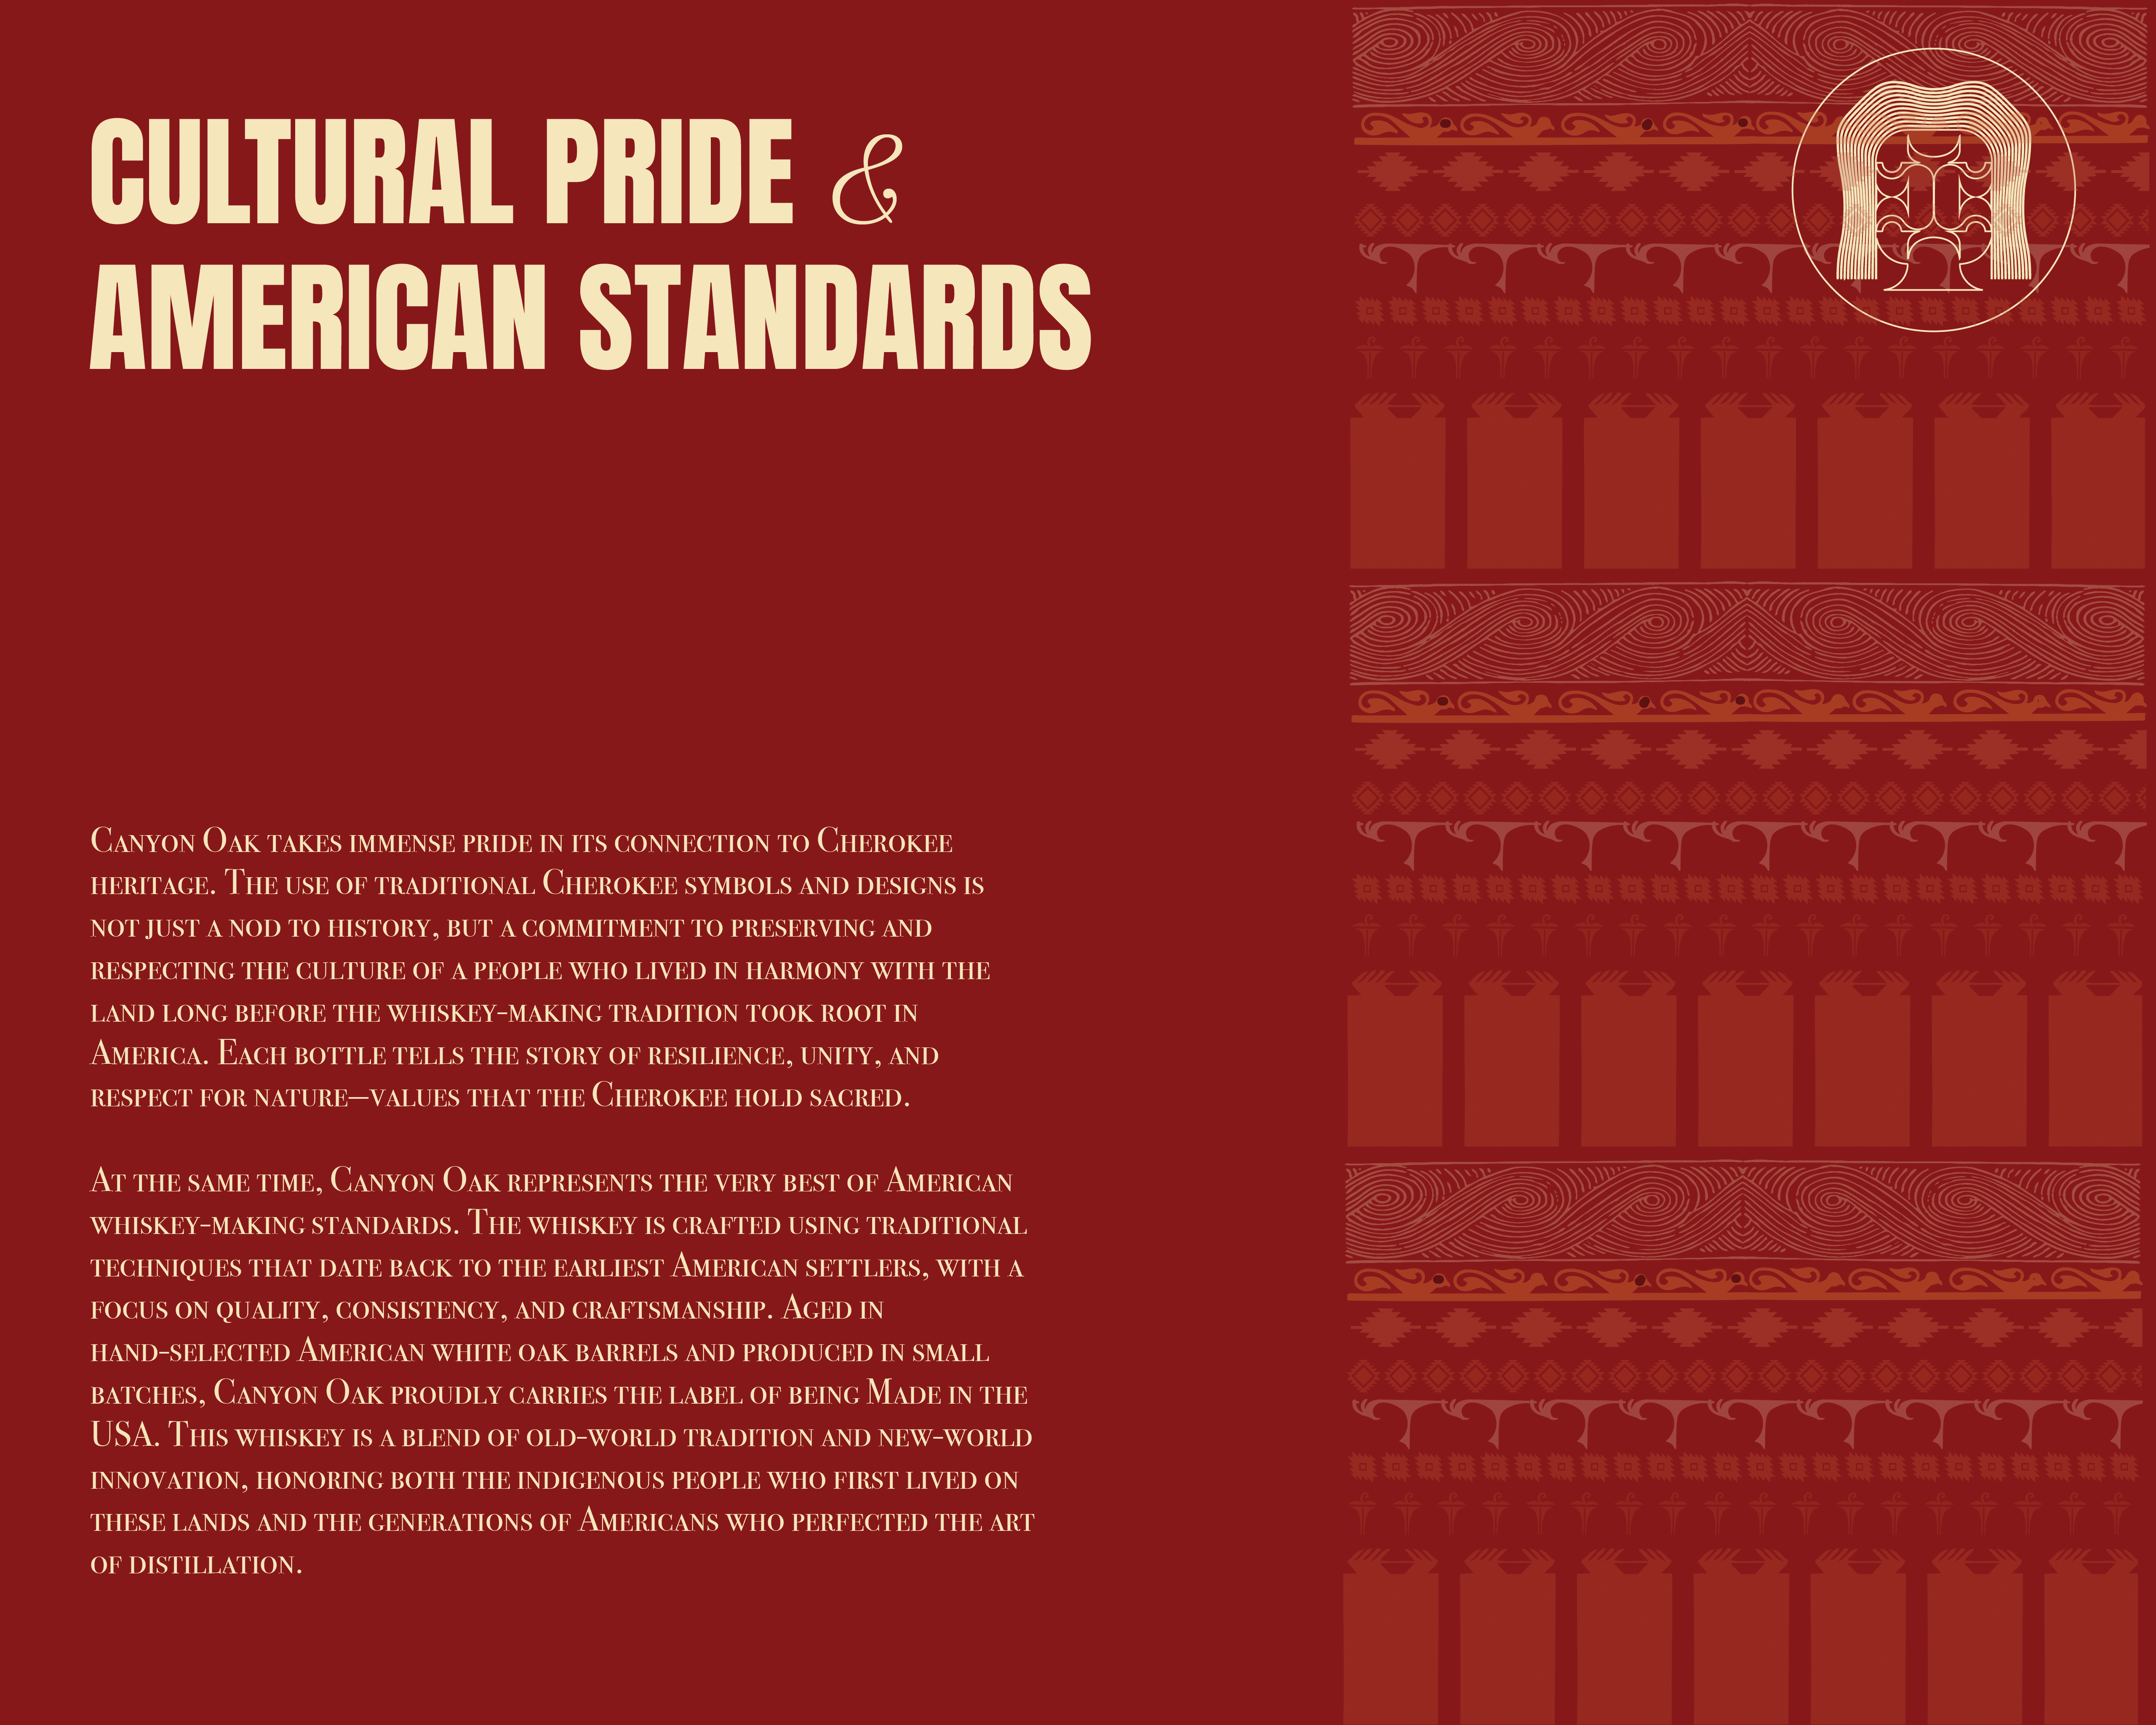 CULTURAL PRIDE &
AMERICAN STANDARDS
Canyon Oak takes immense pride in its connection to Cherokee
heritage. The use of traditional Cherokee symbols and designs is
not just a nod to history, but a commitment to preserving and
respecting the culture of a people who lived in harmony with the
land long before the whiskey-making tradition took root in
America. Each bottle tells the story of resilience, unity, and
respect for nature—values that the Cherokee hold sacred.
At the same time, Canyon Oak represents the very best of American
whiskey-making standards. The whiskey is crafted using traditional
techniques that date back to the earliest American settlers, with a
focus on quality, consistency, and craftsmanship. Aged in
hand-selected American white oak barrels and produced in small
batches, Canyon Oak proudly carries the label of being Made in the
USA. This whiskey is a blend of old-world tradition and new-world
innovation, honoring both the indigenous people who first lived on
these lands and the generations of Americans who perfected the art
of distillation.